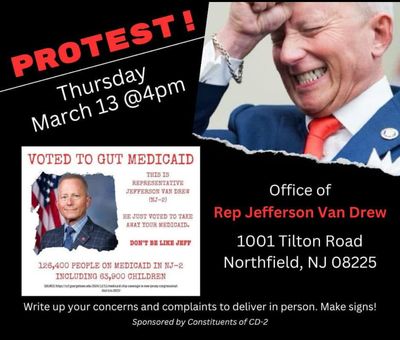 PROTEST!
Thursday
March 13 @4pm
VOTED TO GUT MEDICAID
THIS IS
REPRESENTATIVE
JEFFERSON VAN DREW
(NJ-2)
HE JUST VOTED TO TAKE
AWAY YOUR MEDICAID.
DON'T BE LIKE JEFF
126,400 PEOPLE ON MEDICAID IN NJ-2
INCLUDING 63,900 CHILDREN
Office of
Rep Jefferson Van Drew
1001 Tilton Road
Northfield, NJ 08225
Write up your concerns and complaints to deliver in person. Make signs!
Sponsored by Constituents of CD-2